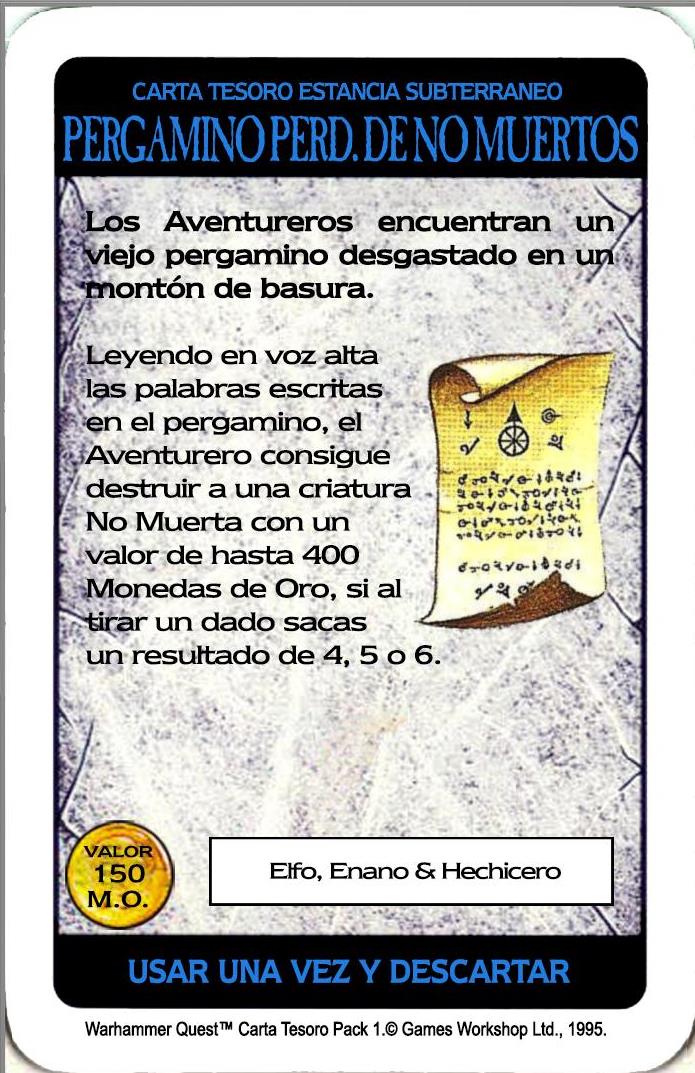 CARTA TESORO ESTANCIA SUBTERRANEO
PERGAMINO PERD. DE NO MUERTOS
Los Aventureros encuentran un
viejo pergamino desgastado en un
montón de basura.
Leyendo en voz alta
las palabras escritas
en el pergamino, el
Aventurero consigue
destruir a una criatura
No Muerta con un
valor de hasta 400
Monedas de Oro, si al
tirar un dado sacas
un resultado de 4, 5 o 6.
VALOR
150
M.O.
Elfo, Enano & Hechicero
USAR UNA VEZ Y DESCARTAR
Warhammer Quest™ Carta Tesoro Pack 1.© Games Workshop Ltd., 1995.